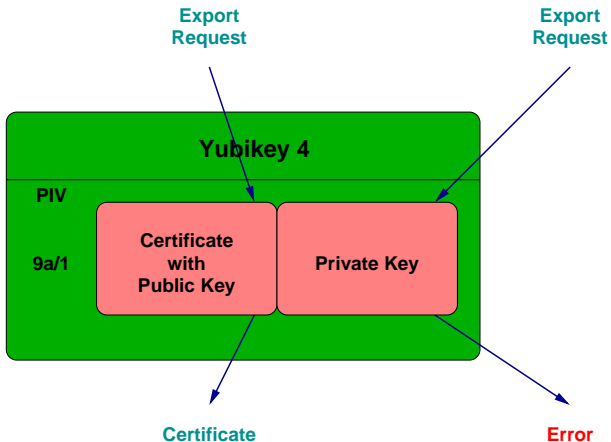 Export
Request
Export
Request
Yubikey 4
PIV
9a/1
Certificate
with
Public Key
Private Key
Certificate
Error